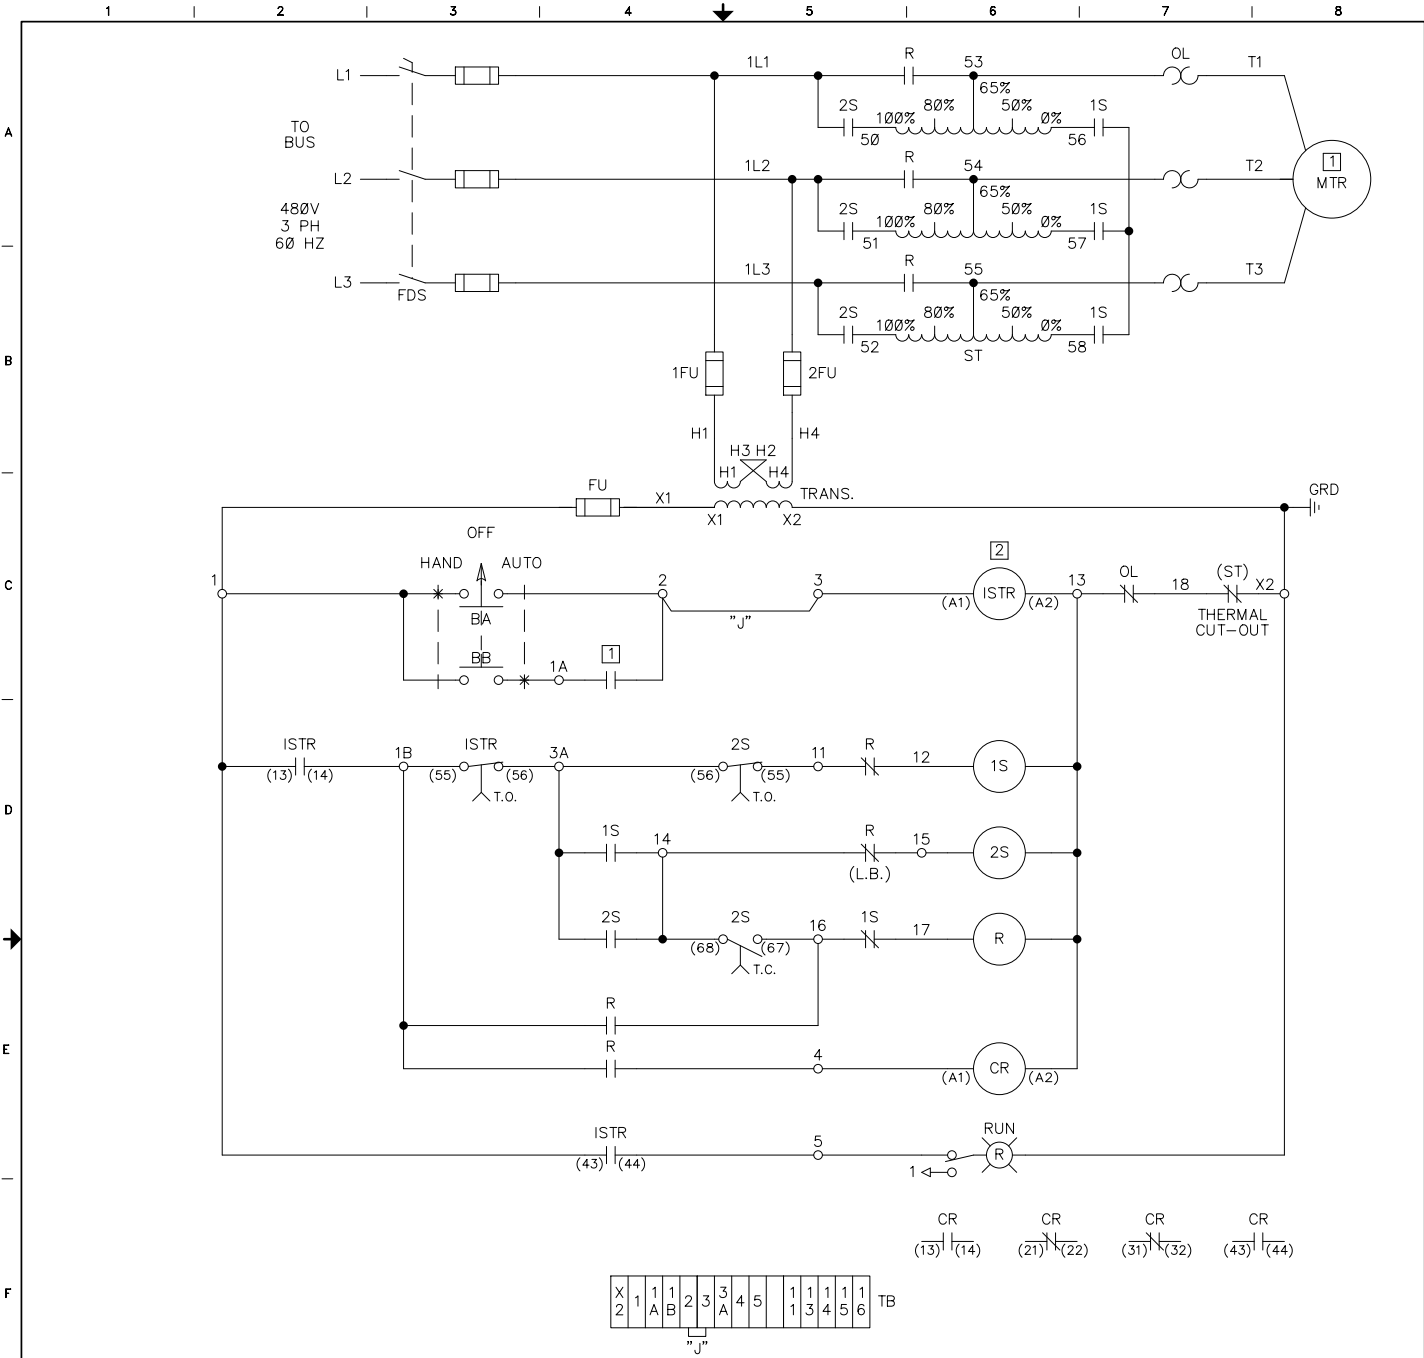 1 2 3 4 5 6 7 8
A
B
C
D
E
F
L1 1L1 R 53 OL T1
65%
2S 100% 80% 50% 0% 1S
50 56
TO
BUS
L2 1L2 R 54 T2
65%
1
MTR
480V
3 PH
60 HZ
2S 100% 80% 50% 0% 1S
51 57
L3 1L3 R 55 T3
FDS 65%
2S 100% 80% 50% 0% 1S
52 58
ST
1FU 2FU
H1 H4
H3 H2
H1 H4
FU X1 TRANS. GRD
X1 X2
OFF
HAND AUTO
2
1 2 3 (A1) ISTR (A2) 13 OL 18 (ST) X2
BA "J" THERMAL
CUT-OUT
BB 1A 1
ISTR 1B ISTR 3A 2S 11 R 12 1S
(13) (14) (55) (56) (56) (55)
T.O. T.O.
1S 14 R 15 2S
(L.B.)
2S 2S 16 1S 17 R
(68) (67)
T.C.
R
R 4 CR
(A1) (A2)
ISTR 5 RUN
(43) (44) R
1
CR CR CR CR
(13) (14) (21) (22) (31) (32) (43) (44)
X2 1 1A 1B 2 3 3A 4 5 11 13 14 15 16 TB
"J"